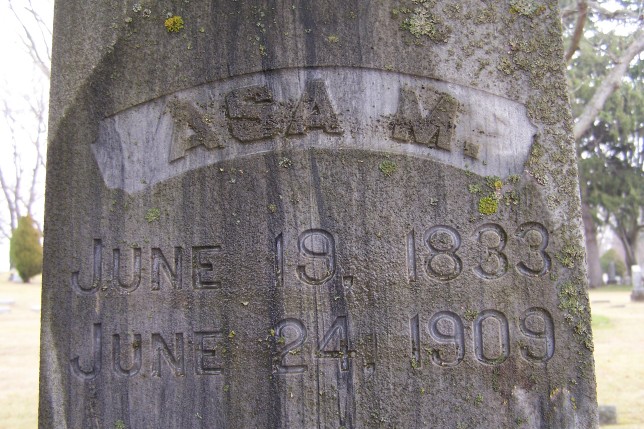 ASA M.
JUNE 19, 1833
JUNE 24, 1909